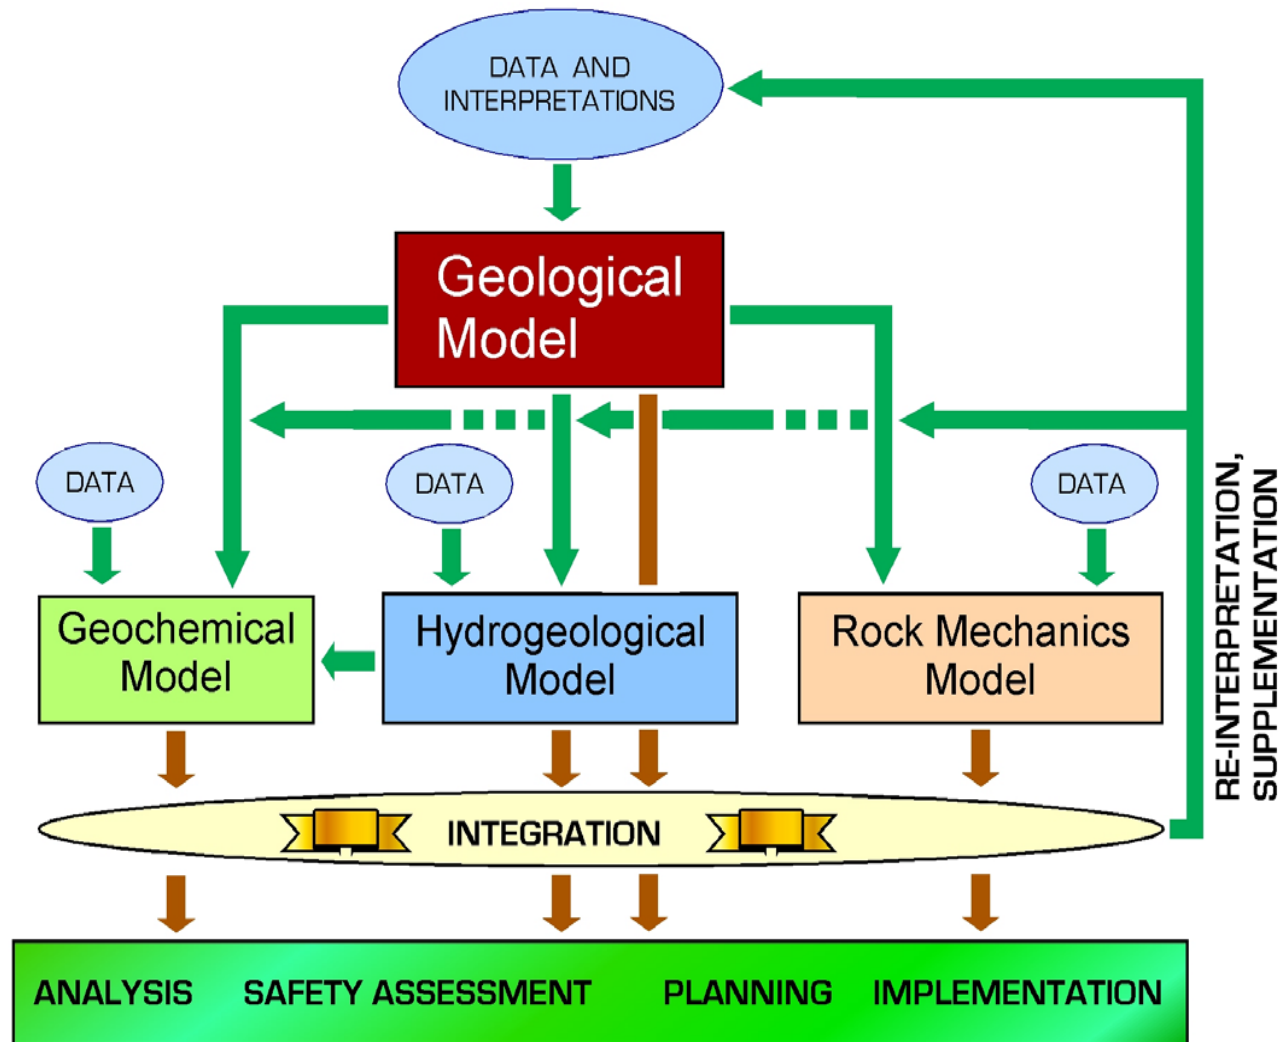 DATA AND
INTERPRETATIONS
Geological
Model
DATA
DATA
DATA
Geochemical
Model
Hydrogeological
Model
Rock Mechanics
Model
RE-INTERPRETATION,
SUPPLEMENTATION
INTEGRATION
ANALYSIS SAFETY ASSESSMENT PLANNING IMPLEMENTATION